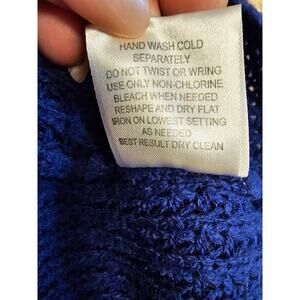 HAND WASH COLD
SEPARATELY
DO NOT TWIST OR WRING
USE ONLY NON-CHLORINE
BLEACH WHEN NEEDED
RESHAPE AND DRY FLAT
IRON ON LOWEST SETTING
AS NEEDED
BEST RESULT DRY CLEAN